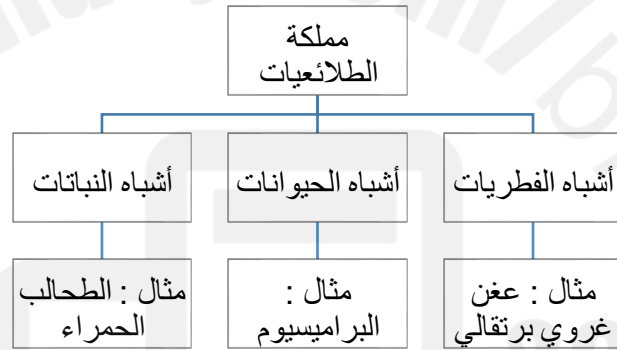 مملكة
الطلائعيات
أشباه الفطريات
أشباه الحيوانات
أشباه النباتات
مثال : عفن
غروي برتقالي
مثال :
البراميسيوم
مثال : الطحالب
الحمراء